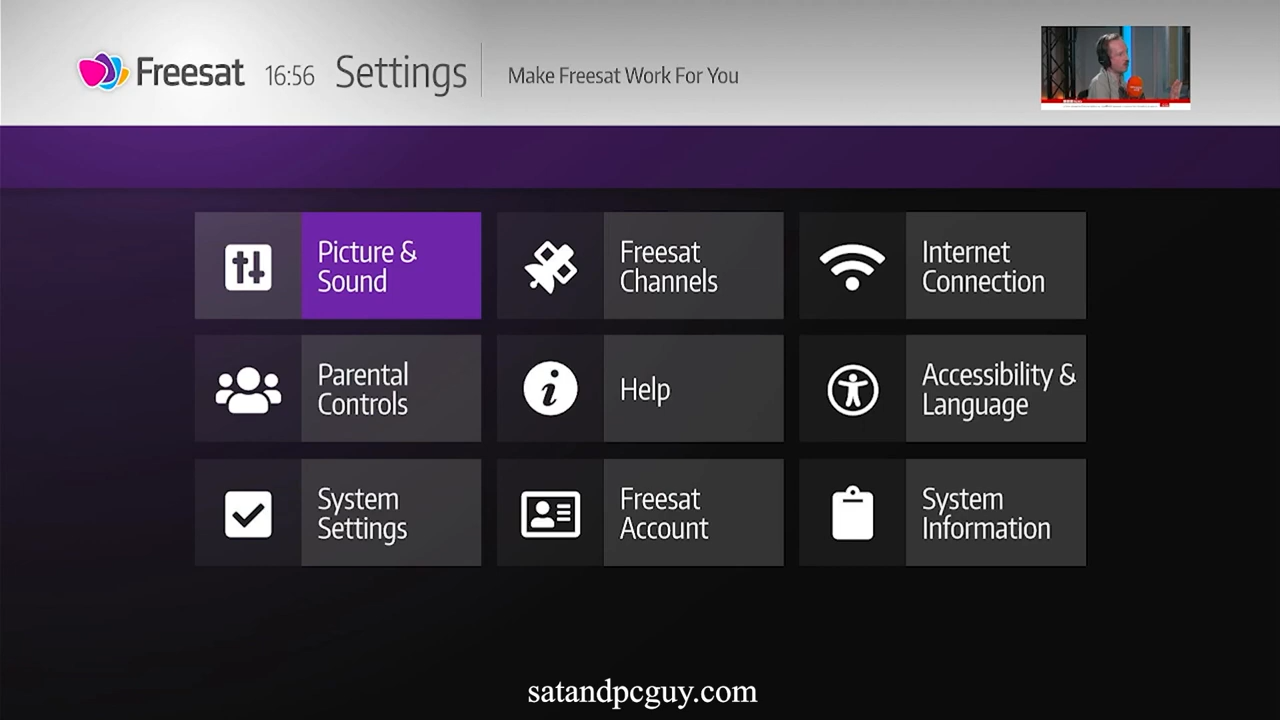 Freesat 16:56 Settings Make Freesat Work For You
Picture &
Sound
Freesat
Channels
Internet
Connection
Parental
Controls
Help
Accessibility &
Language
System
Settings
Freesat
Account
System
Information
satandpcguy.com